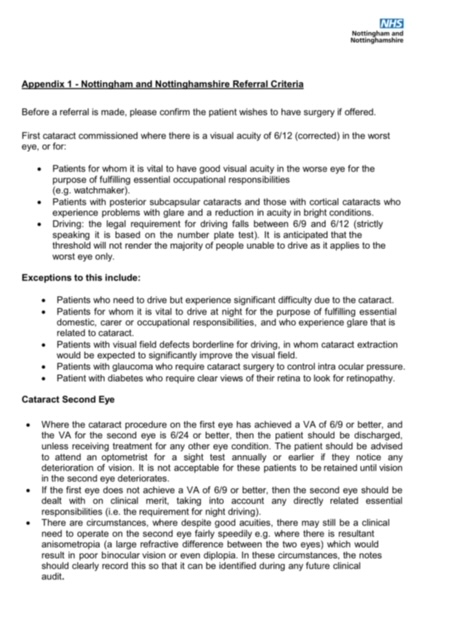 NHS
Nottingham and
Nottinghamshire
Appendix 1 - Nottingham and Nottinghamshire Referral Criteria
Before a referral is made, please confirm the patient wishes to have surgery if offered.
First cataract commissioned where there is a visual acuity of 6/12 (corrected) in the worst
eye, or for:
• Patients for whom it is vital to have good visual acuity in the worse eye for the
purpose of fulfilling essential occupational responsibilities
(e.g. watchmaker).
• Patients with posterior subcapsular cataracts and those with cortical cataracts who
experience problems with glare and a reduction in acuity in bright conditions.
• Driving: the legal requirement for driving falls between 6/9 and 6/12 (strictly
speaking it is based on the number plate test). It is anticipated that the
threshold will not render the majority of people unable to drive as it applies to the
worst eye only.
Exceptions to this include:
• Patients who need to drive but experience significant difficulty due to the cataract.
• Patients for whom it is vital to drive at night for the purpose of fulfilling essential
domestic, carer or occupational responsibilities, and who experience glare that is
related to cataract.
• Patients with visual field defects borderline for driving, in whom cataract extraction
would be expected to significantly improve the visual field.
• Patients with glaucoma who require cataract surgery to control intra ocular pressure.
• Patient with diabetes who require clear views of their retina to look for retinopathy.
Cataract Second Eye
• Where the cataract procedure on the first eye has achieved a VA of 6/9 or better, and
the VA for the second eye is 6/24 or better, then the patient should be discharged,
unless receiving treatment for any other eye condition. The patient should be advised
to attend an optometrist for a sight test annually or earlier if they notice any
deterioration of vision. It is not acceptable for these patients to be retained until vision
in the second eye deteriorates.
• If the first eye does not achieve a VA of 6/9 or better, then the second eye should be
dealt with on clinical merit, taking into account any directly related essential
responsibilities (i.e. the requirement for night driving).
• There are circumstances, where despite good acuities, there may still be a clinical
need to operate on the second eye fairly speedily e.g. where there is resultant
anisometropia (a large refractive difference between the two eyes) which would
result in poor binocular vision or even diplopia. In these circumstances, the notes
should clearly record this so that it can be identified during any future clinical
audit.